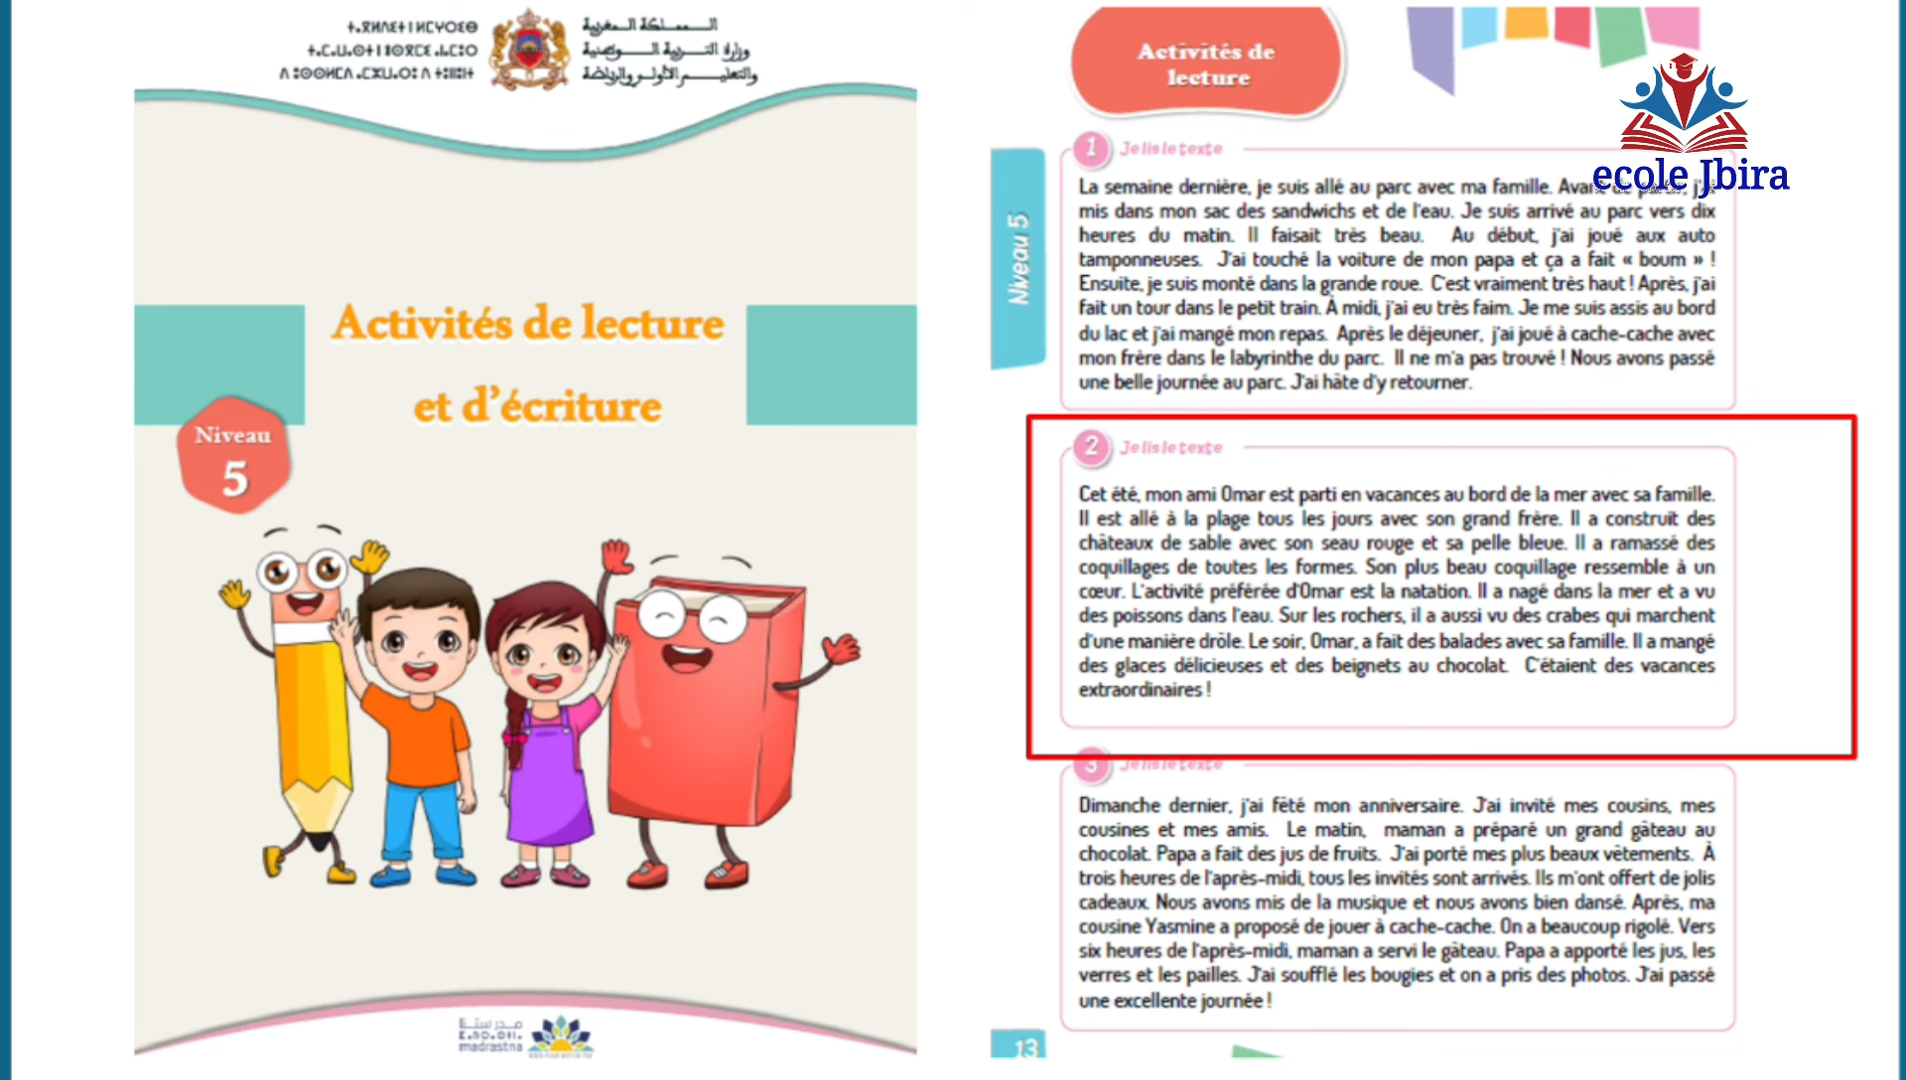 ⵜⴰⴳⵍⴷⵉⵜ ⵏ ⵍⵎⵖⵔⵉⴱ
المملكة المغربية
وزارة التربية الوطنية
والتعليم الأولي والرياضة
Activités de lecture
et d'écriture
Niveau
5
مدرستنا
madrastna
Activités de
lecture
ecole Jbira
Niveau 5
1 Je lis le texte
La semaine dernière, je suis allé au parc avec ma famille. Avant de partir, j'ai
mis dans mon sac des sandwichs et de l'eau. Je suis arrivé au parc vers dix
heures du matin. Il faisait très beau. Au début, j'ai joué aux auto
tamponneuses. J'ai touché la voiture de mon papa et ça a fait « boum » !
Ensuite, je suis monté dans la grande roue. C'est vraiment très haut ! Après, j'ai
fait un tour dans le petit train. À midi, j'ai eu très faim. Je me suis assis au bord
du lac et j'ai mangé mon repas. Après le déjeuner, j'ai joué à cache-cache avec
mon frère dans le labyrinthe du parc. Il ne m'a pas trouvé ! Nous avons passé
une belle journée au parc. J'ai hâte d'y retourner.
2 Je lis le texte
Cet été, mon ami Omar est parti en vacances au bord de la mer avec sa famille.
Il est allé à la plage tous les jours avec son grand frère. Il a construit des
châteaux de sable avec son seau rouge et sa pelle bleue. Il a ramassé des
coquillages de toutes les formes. Son plus beau coquillage ressemble à un
cœur. L'activité préférée d'Omar est la natation. Il a nagé dans la mer et a vu
des poissons dans l'eau. Sur les rochers, il a aussi vu des crabes qui marchent
d'une manière drôle. Le soir, Omar, a fait des balades avec sa famille. Il a mangé
des glaces délicieuses et des beignets au chocolat. C'étaient des vacances
extraordinaires !
3 Je lis le texte
Dimanche dernier, j'ai fêté mon anniversaire. J'ai invité mes cousins, mes
cousines et mes amis. Le matin, maman a préparé un grand gâteau au
chocolat. Papa a fait des jus de fruits. J'ai porté mes plus beaux vêtements. À
trois heures de l'après-midi, tous les invités sont arrivés. Ils m'ont offert de jolis
cadeaux. Nous avons mis de la musique et nous avons bien dansé. Après, ma
cousine Yasmine a proposé de jouer à cache-cache. On a beaucoup rigolé. Vers
six heures de l'après-midi, maman a servi le gâteau. Papa a apporté les jus, les
verres et les pailles. J'ai soufflé les bougies et on a pris des photos. J'ai passé
une excellente journée !
13